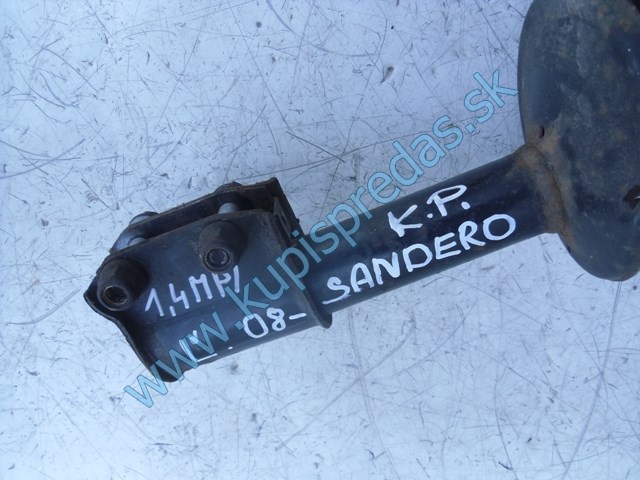 K.P.
SANDERO
1,4MPI
I. 08-
www.kupispredas.sk